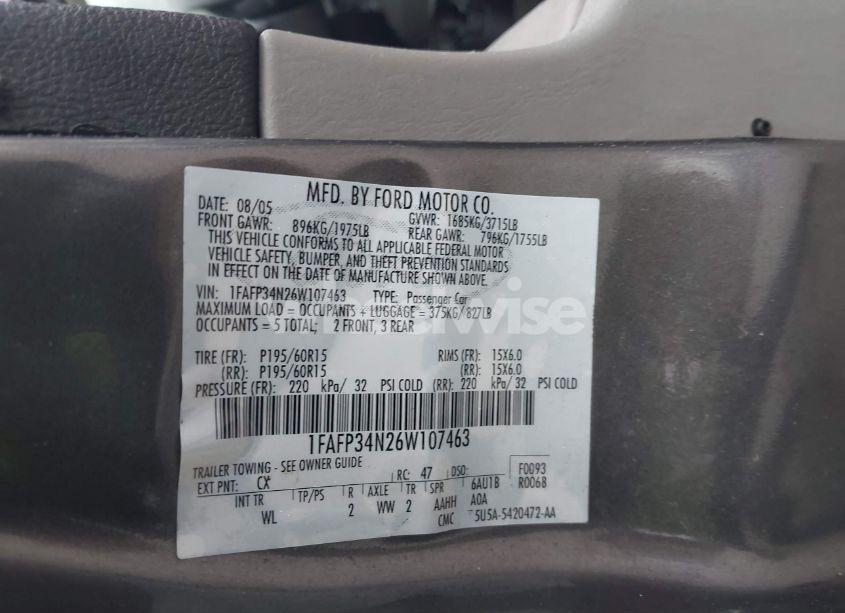 MFD. BY FORD MOTOR CO.
DATE: 08/05 GVWR: 1685KG/3715LB
FRONT GAWR: 896KG/1975LB REAR GAWR: 796KG/1755LB
THIS VEHICLE CONFORMS TO ALL APPLICABLE FEDERAL MOTOR
VEHICLE SAFETY, BUMPER, AND THEFT PREVENTION STANDARDS
IN EFFECT ON THE DATE OF MANUFACTURE SHOWN ABOVE.
VIN: 1FAFP34N26W107463 TYPE: Passenger Car
MAXIMUM LOAD = OCCUPANTS + LUGGAGE = 375KG/827LB
OCCUPANTS = 5 TOTAL; 2 FRONT, 3 REAR
TIRE (FR): P195/60R15 RIMS (FR): 15X6.0
(RR): P195/60R15 (RR): 15X6.0
PRESSURE (FR): 220 kPa/ 32 PSI COLD (RR): 220 kPa/ 32 PSI COLD
1FAFP34N26W107463
TRAILER TOWING - SEE OWNER GUIDE
EXT PNT: CX RC: 47 DSO: F0093
INT TR TP/PS R AXLE TR SPR 6AU1B R0068
WL 2 WW 2 AAHH A0A
CMC 5U5A-5420472-AA